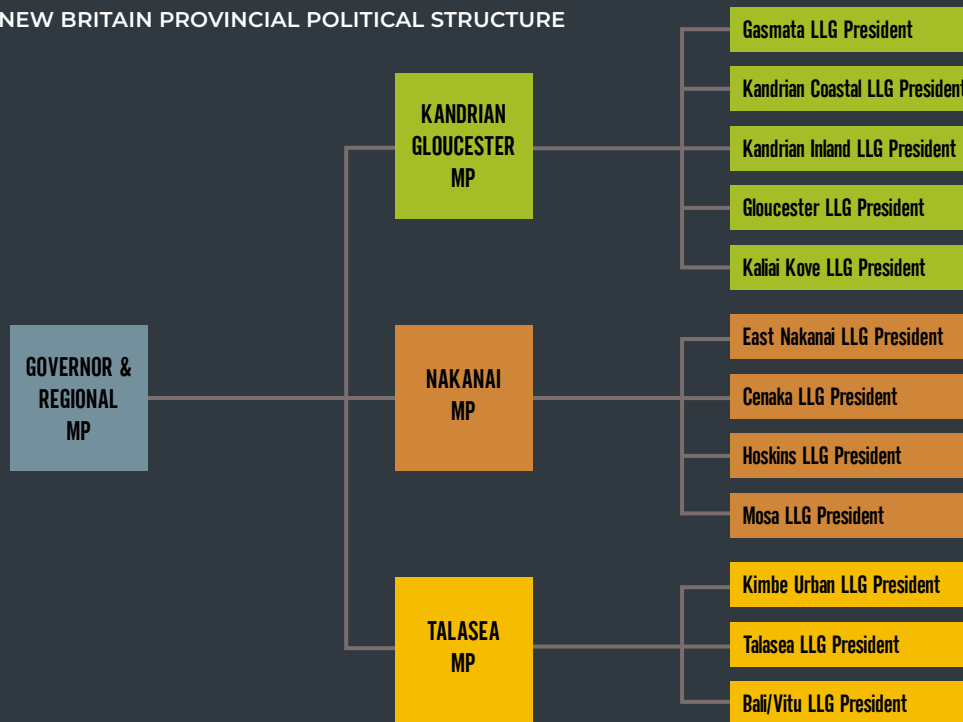 NEW BRITAIN PROVINCIAL POLITICAL STRUCTURE
GOVERNOR &
REGIONAL
MP
KANDRIAN
GLOUCESTER
MP
Gasmata LLG President
Kandrian Coastal LLG President
Kandrian Inland LLG President
Gloucester LLG President
Kaliai Kove LLG President
NAKANAI
MP
East Nakanai LLG President
Cenaka LLG President
Hoskins LLG President
Mosa LLG President
TALASEA
MP
Kimbe Urban LLG President
Talasea LLG President
Bali/Vitu LLG President